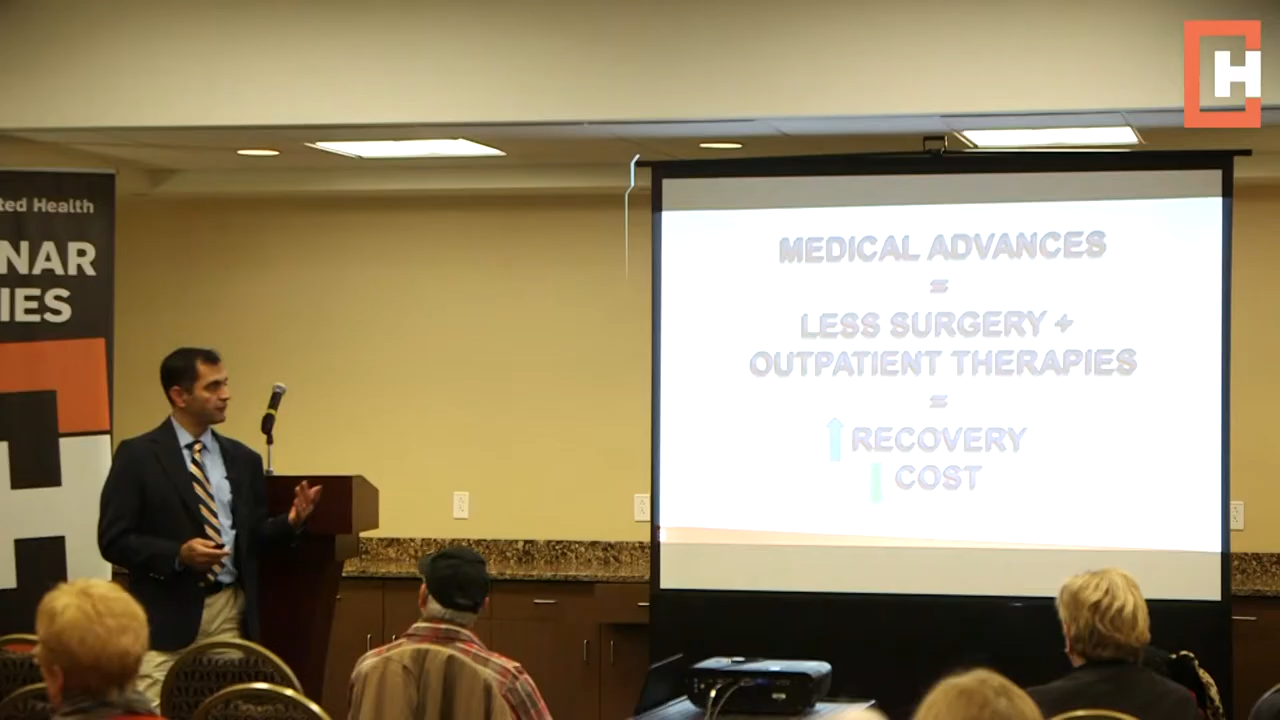 ted Health
NAR
IES
MEDICAL ADVANCES
=
LESS SURGERY +
OUTPATIENT THERAPIES
=
RECOVERY
COST
H